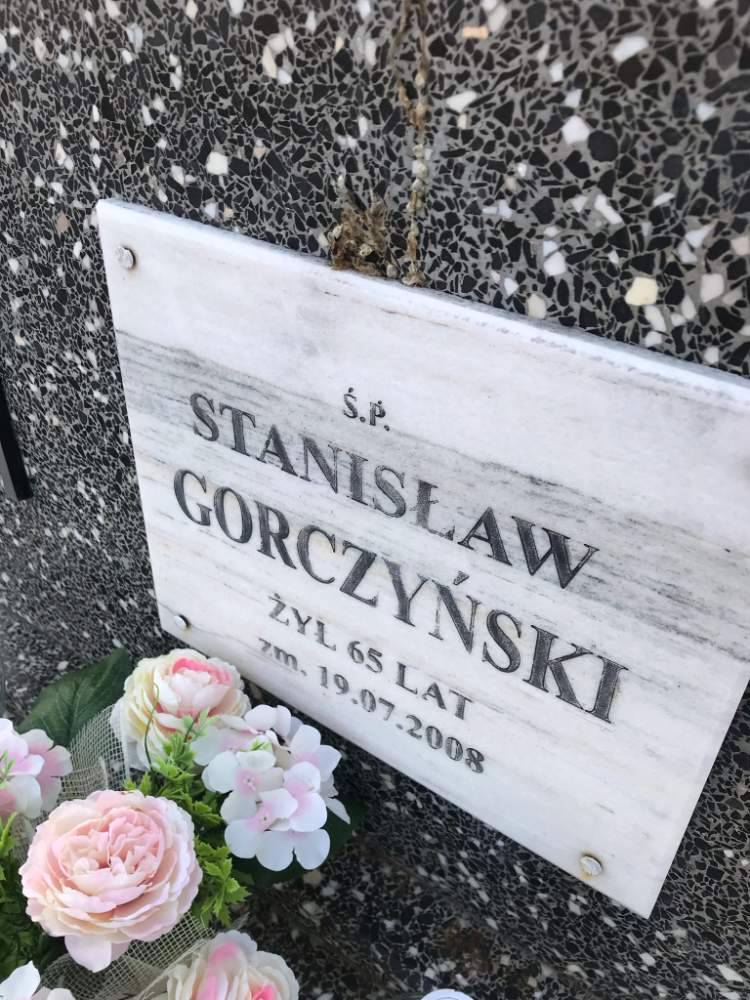 Ś.P.
STANISŁAW
GORCZYŃSKI
ŻYŁ 65 LAT
zm. 19.07.2008